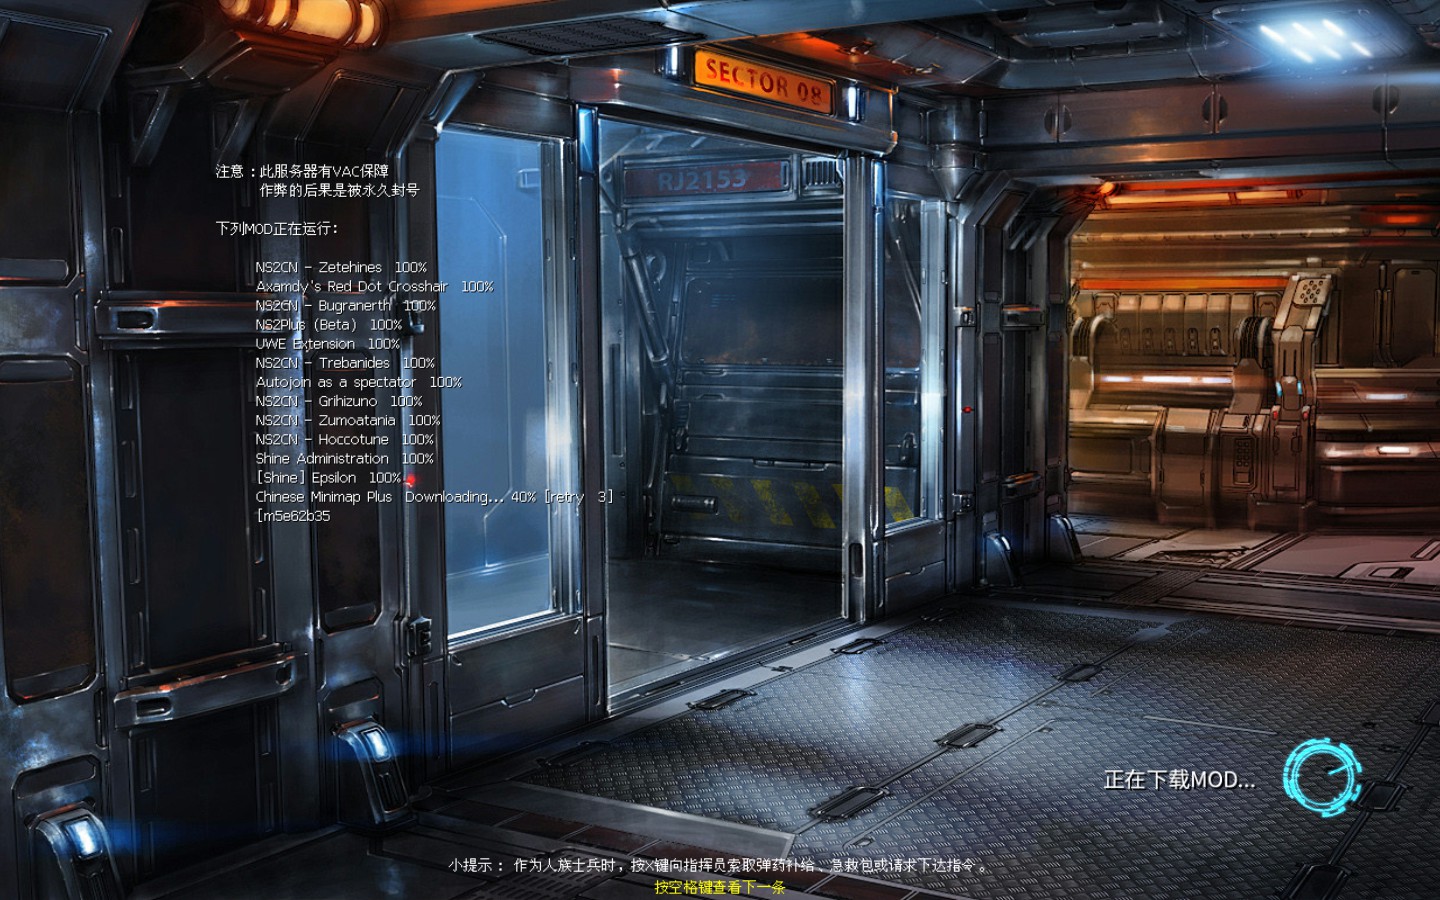 SECTOR 08
RJ2153
注意：此服务器有VAC保障
作弊的后果是被永久封号
下列MOD正在运行：
NS2CN - Zetehines 100%
Axamdy's Red Dot Crosshair 100%
NS2CN - Bugranerth 100%
NS2Plus (Beta) 100%
UWE Extension 100%
NS2CN - Trebanides 100%
Autojoin as a spectator 100%
NS2CN - Grihizuno 100%
NS2CN - Zumoatania 100%
NS2CN - Hoccotune 100%
Shine Administration 100%
[Shine] Epsilon 100%
Chinese Minimap Plus Downloading... 40% [retry 3]
[m5e62b35
正在下载MOD...
小提示：作为人族士兵时，按X键向指挥员索取弹药补给、急救包或请求下达指令。
按空格键查看下一条